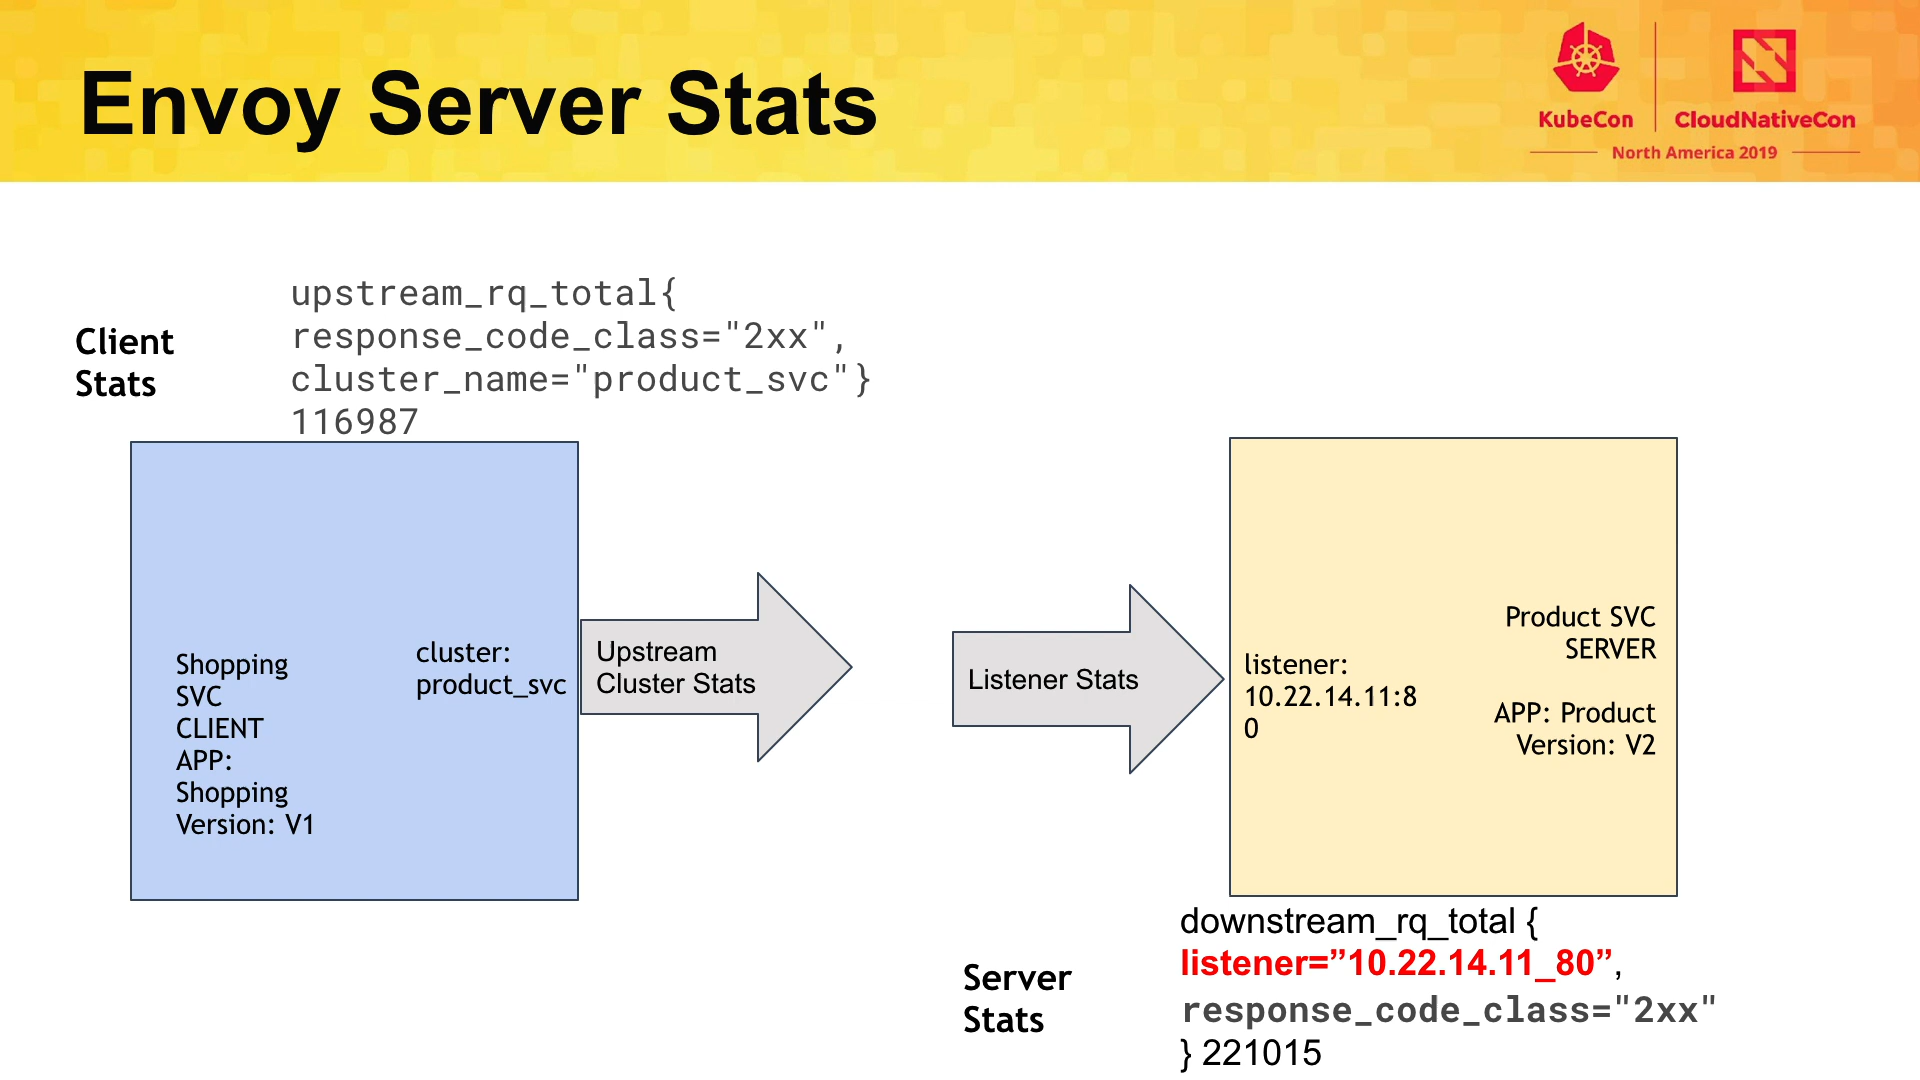 Envoy Server Stats
KubeCon
CloudNativeCon
North America 2019
Client
Stats
upstream_rq_total{
response_code_class="2xx",
cluster_name="product_svc"}
116987
Shopping
SVC
CLIENT
APP:
Shopping
Version: V1
cluster:
product_svc
Upstream
Cluster Stats
Listener Stats
listener:
10.22.14.11:8
0
Product SVC
SERVER
APP: Product
Version: V2
Server
Stats
downstream_rq_total {
listener=”10.22.14.11_80”,
response_code_class="2xx"
} 221015